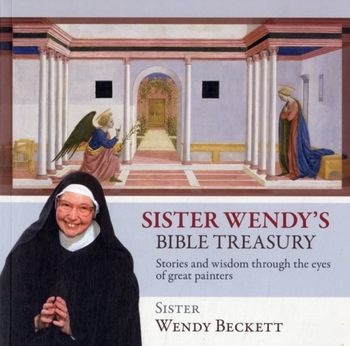 SISTER WENDY'S
BIBLE TREASURY
Stories and wisdom through the eyes
of great painters
SISTER
WENDY BECKETT